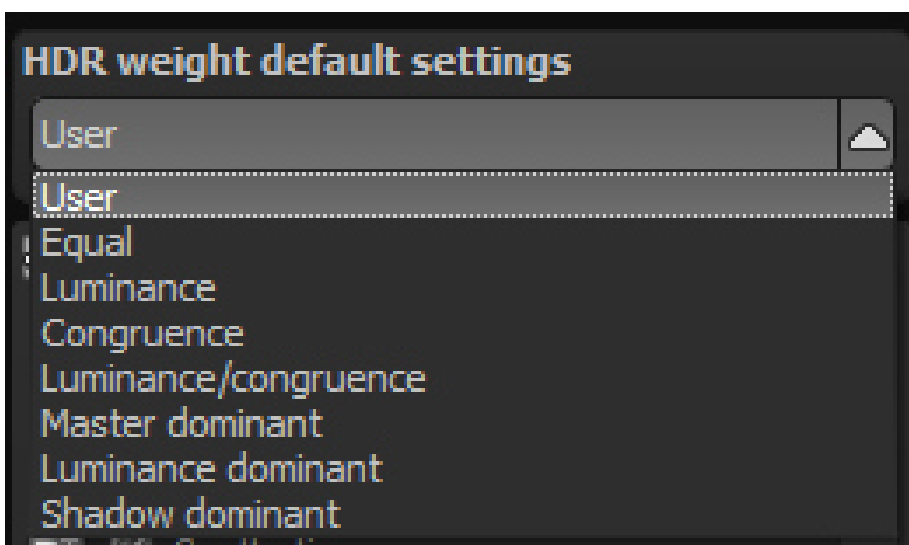 HDR weight default settings
User
User
Equal
Luminance
Congruence
Luminance/congruence
Master dominant
Luminance dominant
Shadow dominant